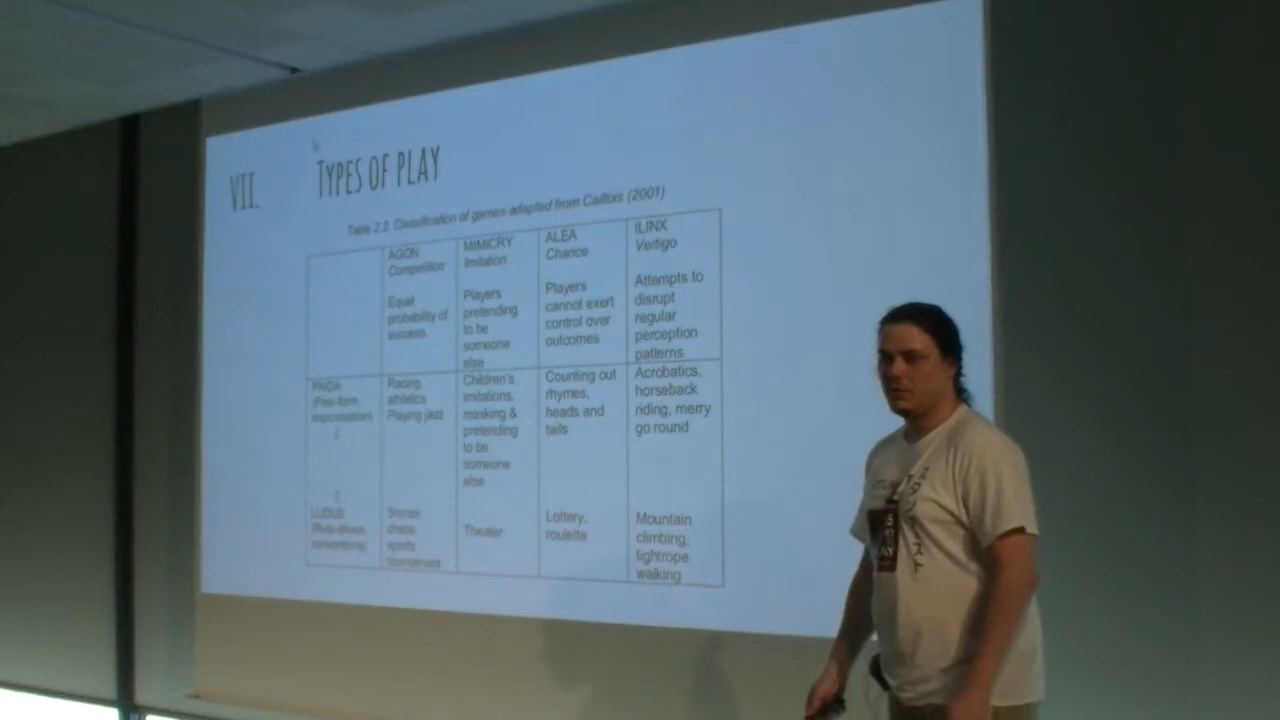 VII.
TYPES OF PLAY
Table 2.2. Classification of games adapted from Caillois (2001)
AGON
Competition
Equal
probability of
success
MIMICRY
Imitation
Players
pretending
to be
someone
else
ALEA
Chance
Players
cannot exert
control over
outcomes
ILINX
Vertigo
Attempts to
disrupt
regular
perception
patterns
PAIDIA
(Free-form,
improvisation)
Racing,
athletics
Playing jazz
Children's
imitations,
masking &
pretending
to be
someone
else
Counting out
rhymes,
heads and
tails
Acrobatics,
horseback
riding, merry
go round
LUDUS
(Rule-driven,
conventions)
Soccer,
chess,
sports
tournament
Theater
Lottery,
roulette
Mountain
climbing,
tightrope
walking